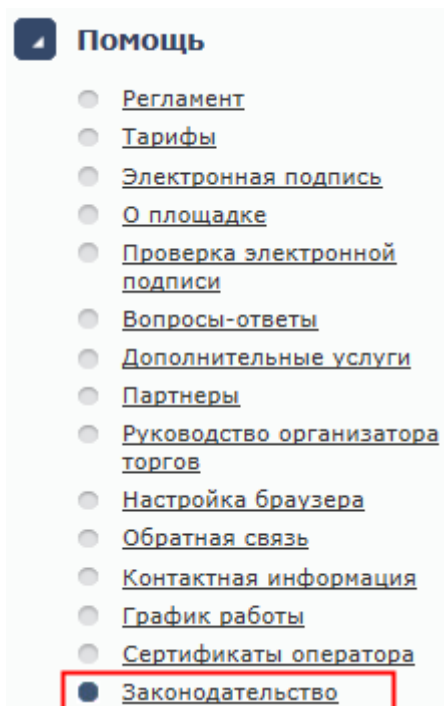 Помощь
Регламент
Тарифы
Электронная подпись
О площадке
Проверка электронной
подписи
Вопросы-ответы
Дополнительные услуги
Партнеры
Руководство организатора
торгов
Настройка браузера
Обратная связь
Контактная информация
График работы
Сертификаты оператора
Законодательство